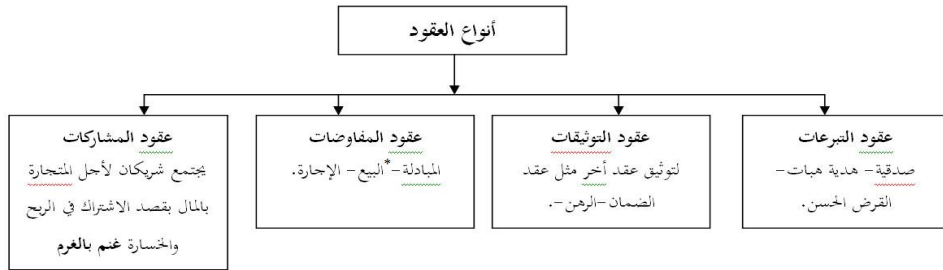 أنواع العقود
عقود التبرعات
صدقية- هدية هبات-
القرض الحسن.
عقود التوثيقات
لتوثيق عقد أخر مثل عقد
الضمان-الرهن-.
عقود المفاوضات
المبادلة-*البيع- الإجارة.
عقود المشاركات
يجتمع شريكان لأجل المتجارة
بالمال بقصد الاشتراك في الربح
والخسارة غنم بالغرم